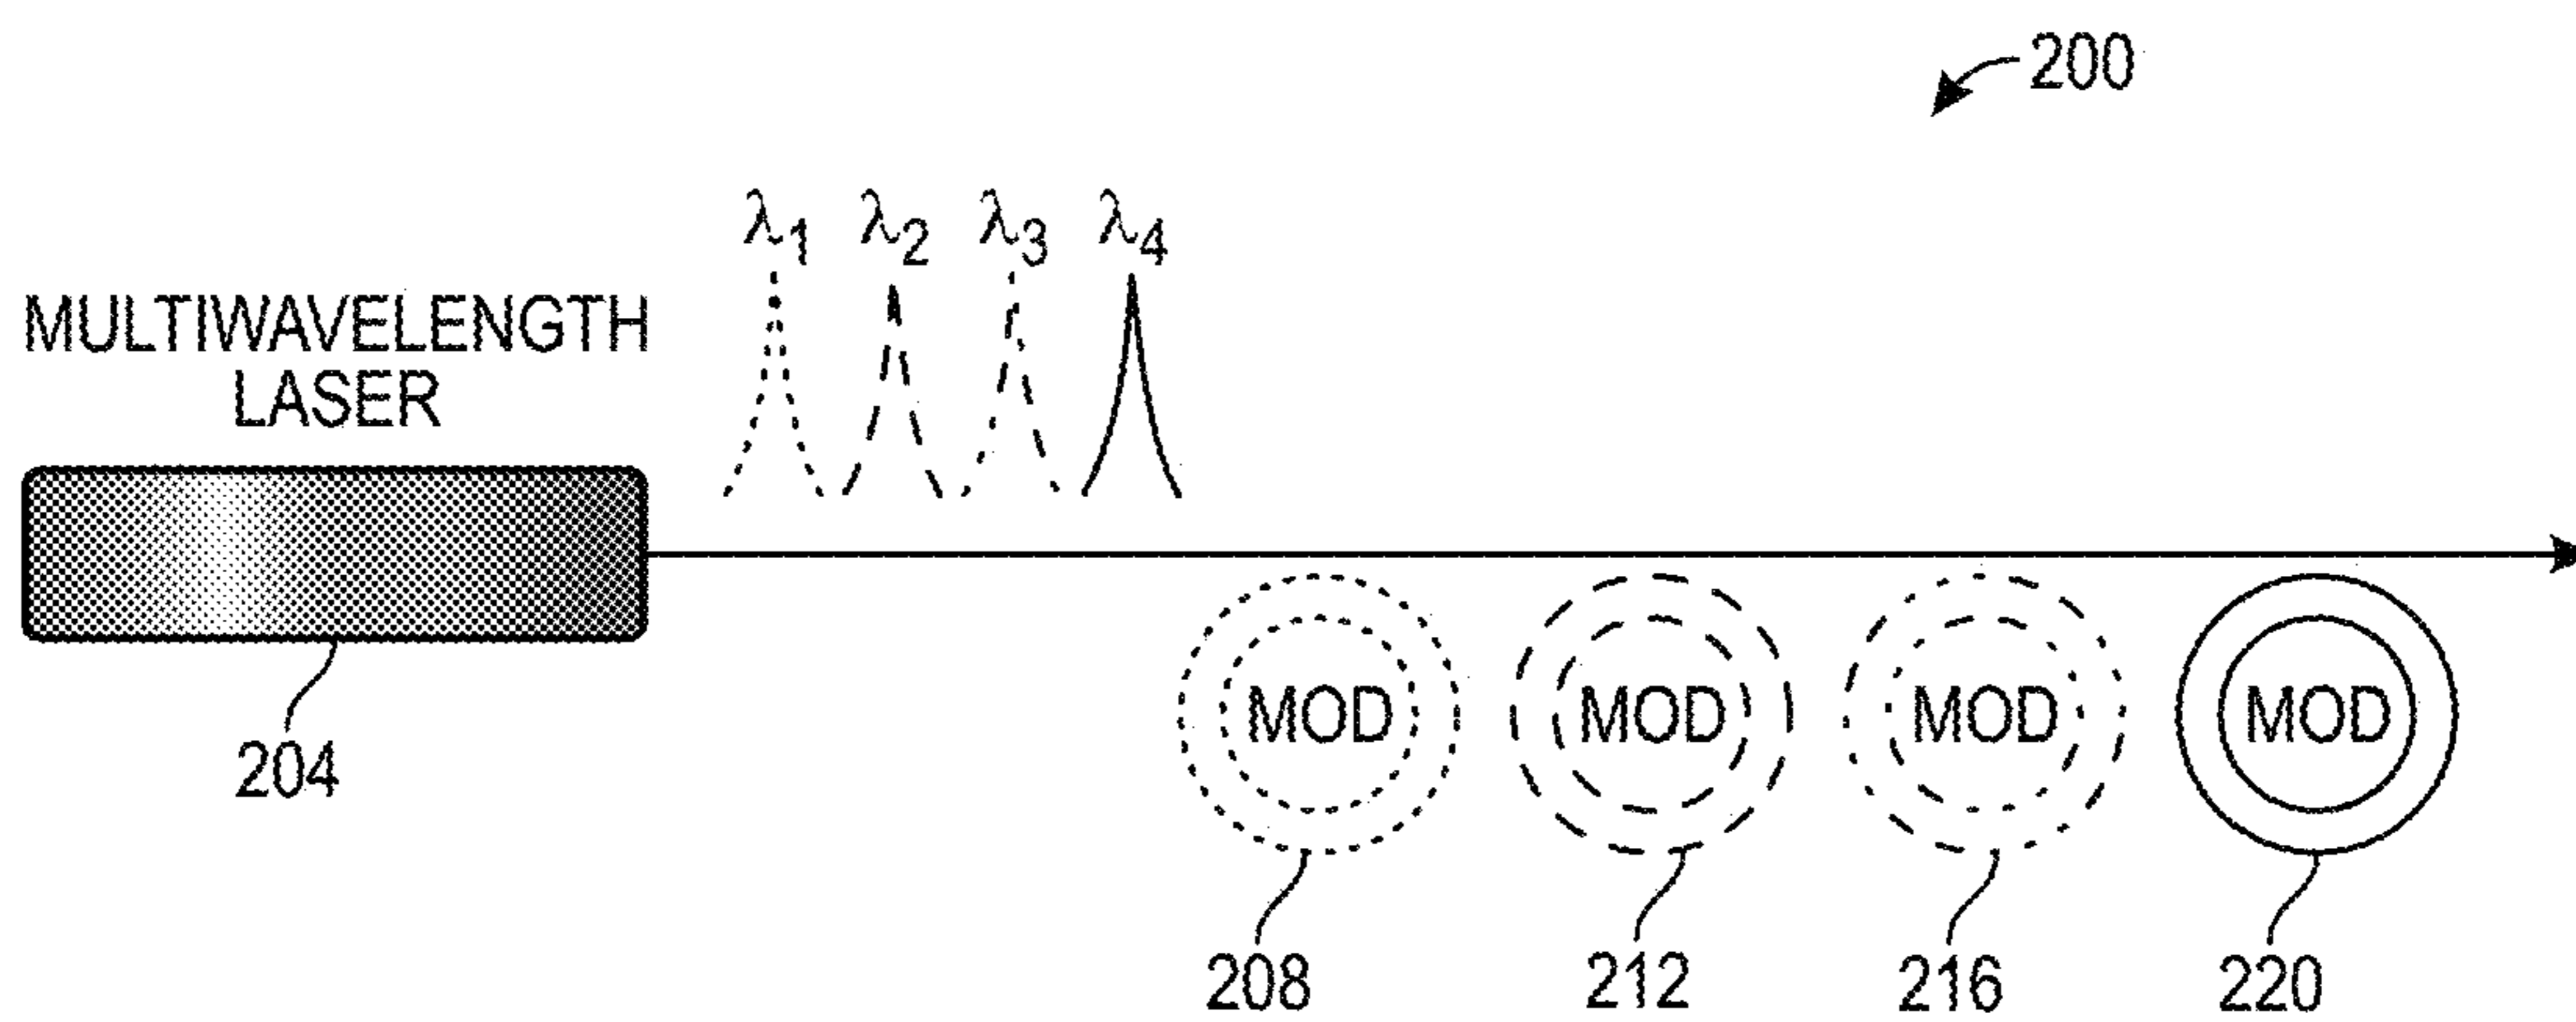 200
λ1 λ2 λ3 λ4
MULTIWAVELENGTH
LASER
MOD MOD MOD MOD
204
208 212 216 220